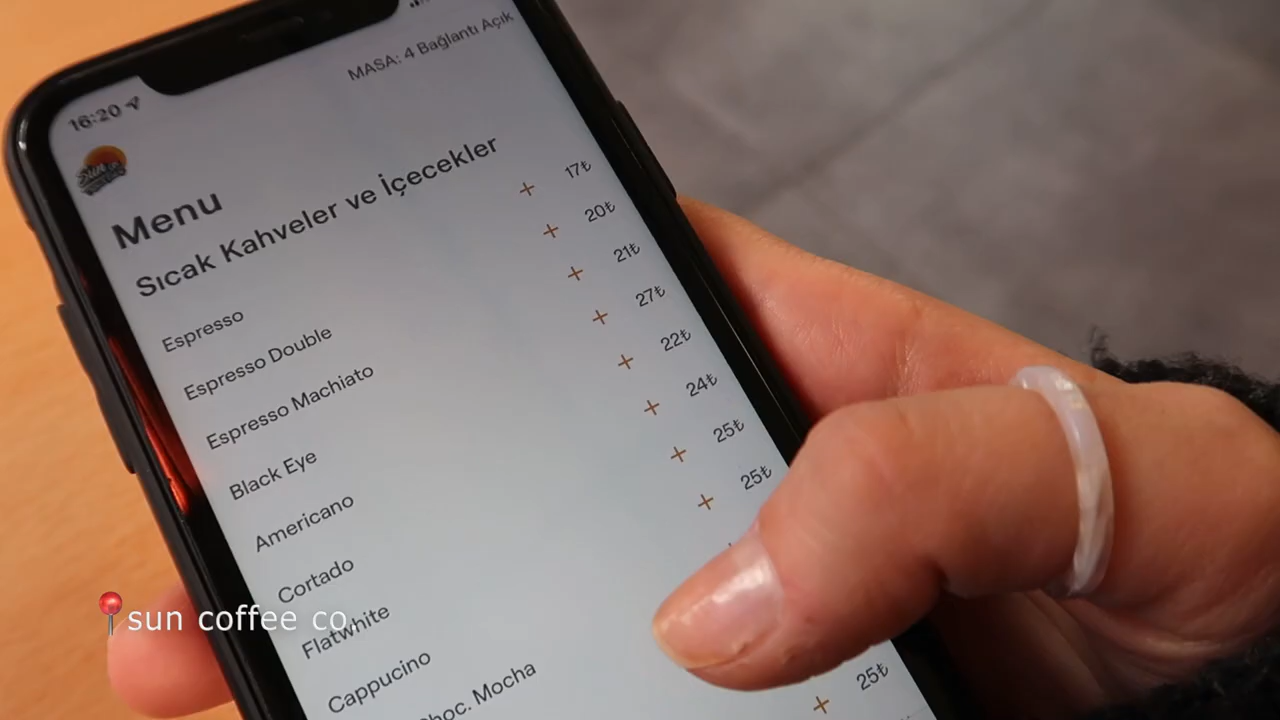 16:20
MASA: 4 Bağlantı Açık
Sun
Menu
Sıcak Kahveler ve İçecekler
Espresso + 17₺
Espresso Double + 20₺
Espresso Machiato + 21₺
Black Eye + 27₺
Americano + 22₺
Cortado + 24₺
Flatwhite + 25₺
Cappucino + 25₺
Choc. Mocha
+ 25₺
sun coffee co.